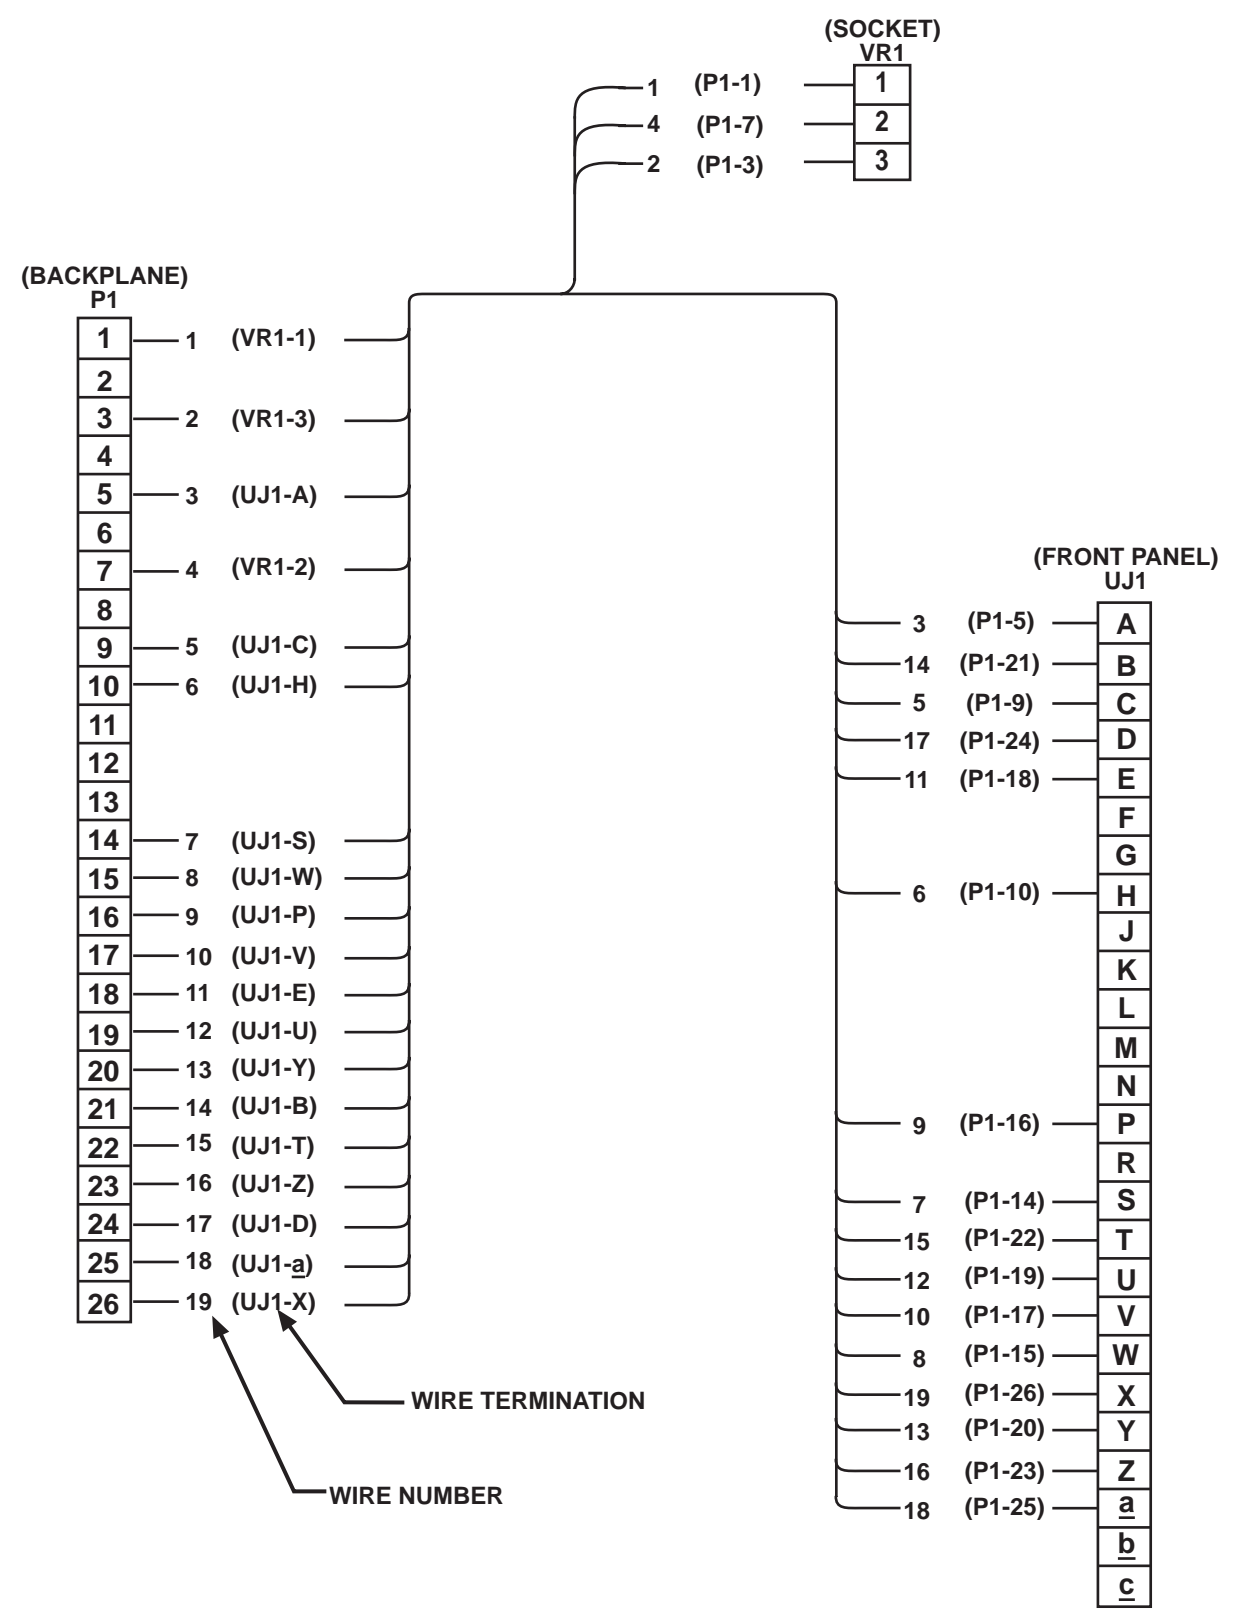 (SOCKET)
VR1
1 (P1-1) 1
4 (P1-7) 2
2 (P1-3) 3
(BACKPLANE)
P1
1 1 (VR1-1)
2
3 2 (VR1-3)
4
5 3 (UJ1-A)
6
7 4 (VR1-2)
8
9 5 (UJ1-C)
10 6 (UJ1-H)
11
12
13
14 7 (UJ1-S)
15 8 (UJ1-W)
16 9 (UJ1-P)
17 10 (UJ1-V)
18 11 (UJ1-E)
19 12 (UJ1-U)
20 13 (UJ1-Y)
21 14 (UJ1-B)
22 15 (UJ1-T)
23 16 (UJ1-Z)
24 17 (UJ1-D)
25 18 (UJ1-a)
26 19 (UJ1-X)
WIRE TERMINATION
WIRE NUMBER
(FRONT PANEL)
UJ1
3 (P1-5) A
14 (P1-21) B
5 (P1-9) C
17 (P1-24) D
11 (P1-18) E
F
G
6 (P1-10) H
J
K
L
M
N
9 (P1-16) P
R
7 (P1-14) S
15 (P1-22) T
12 (P1-19) U
10 (P1-17) V
8 (P1-15) W
19 (P1-26) X
13 (P1-20) Y
16 (P1-23) Z
18 (P1-25) a
b
c